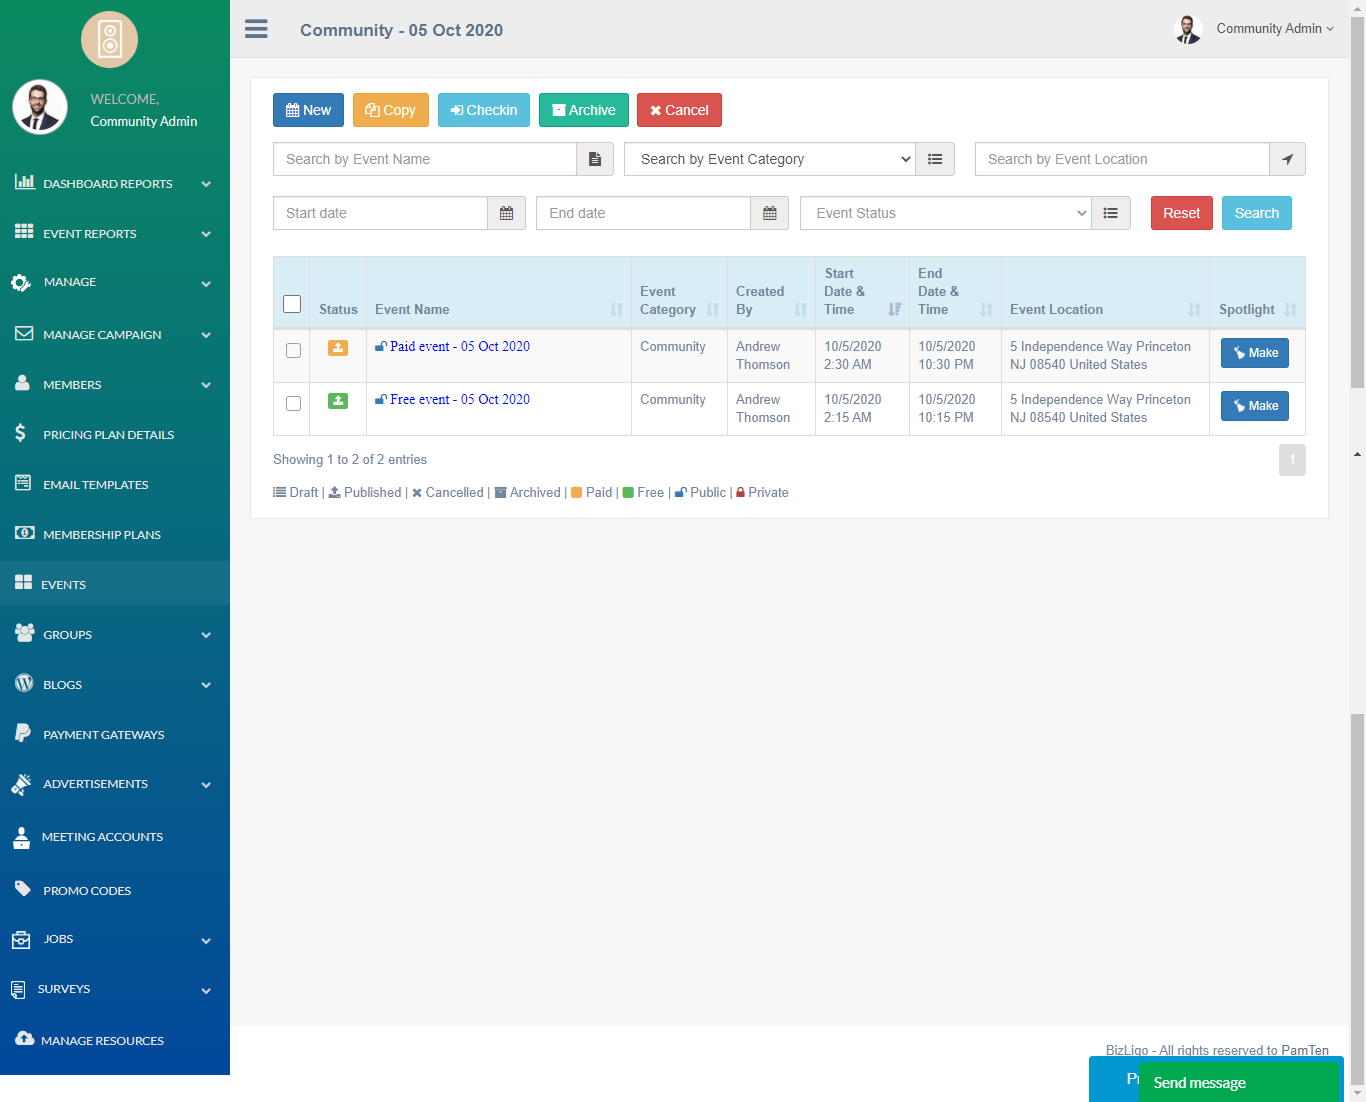 Community - 05 Oct 2020
Community Admin
WELCOME,
Community Admin
DASHBOARD REPORTS
EVENT REPORTS
MANAGE
MANAGE CAMPAIGN
MEMBERS
PRICING PLAN DETAILS
EMAIL TEMPLATES
MEMBERSHIP PLANS
EVENTS
GROUPS
BLOGS
PAYMENT GATEWAYS
ADVERTISEMENTS
MEETING ACCOUNTS
PROMO CODES
JOBS
SURVEYS
MANAGE RESOURCES
New Copy Checkin Archive Cancel
Search by Event Name Search by Event Category Search by Event Location
Start date End date Event Status Reset Search
Status Event Name Event Category Created By Start Date & Time End Date & Time Event Location Spotlight
Paid event - 05 Oct 2020 Community Andrew Thomson 10/5/2020 2:30 AM 10/5/2020 10:30 PM 5 Independence Way Princeton NJ 08540 United States Make
Free event - 05 Oct 2020 Community Andrew Thomson 10/5/2020 2:15 AM 10/5/2020 10:15 PM 5 Independence Way Princeton NJ 08540 United States Make
Showing 1 to 2 of 2 entries 1
Draft | Published | Cancelled | Archived | Paid | Free | Public | Private
BizLigo - All rights reserved to PamTen
Send message